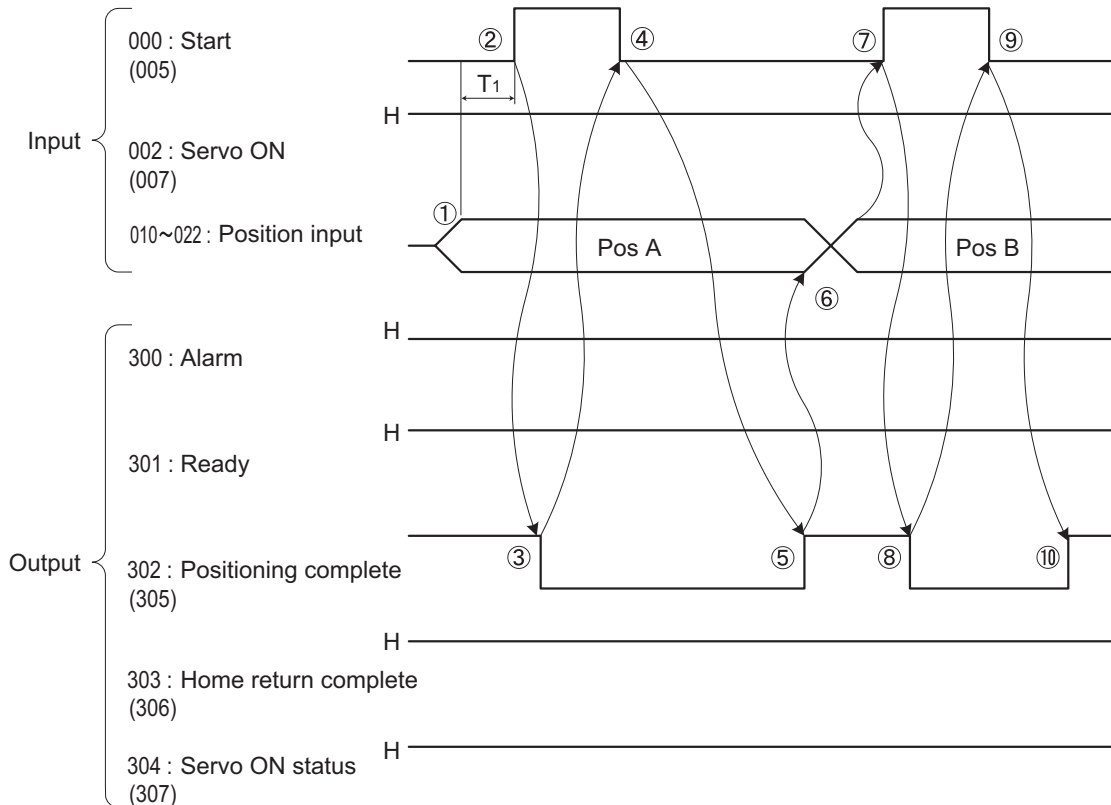 ② ④ ⑦ ⑨
000 : Start
(005)
T1
H
Input
002 : Servo ON
(007)
①
010~022 : Position input
Pos A
Pos B
⑥
H
300 : Alarm
H
301 : Ready
Output
③ ⑤ ⑧ ⑩
302 : Positioning complete
(305)
H
303 : Home return complete
(306)
H
304 : Servo ON status
(307)